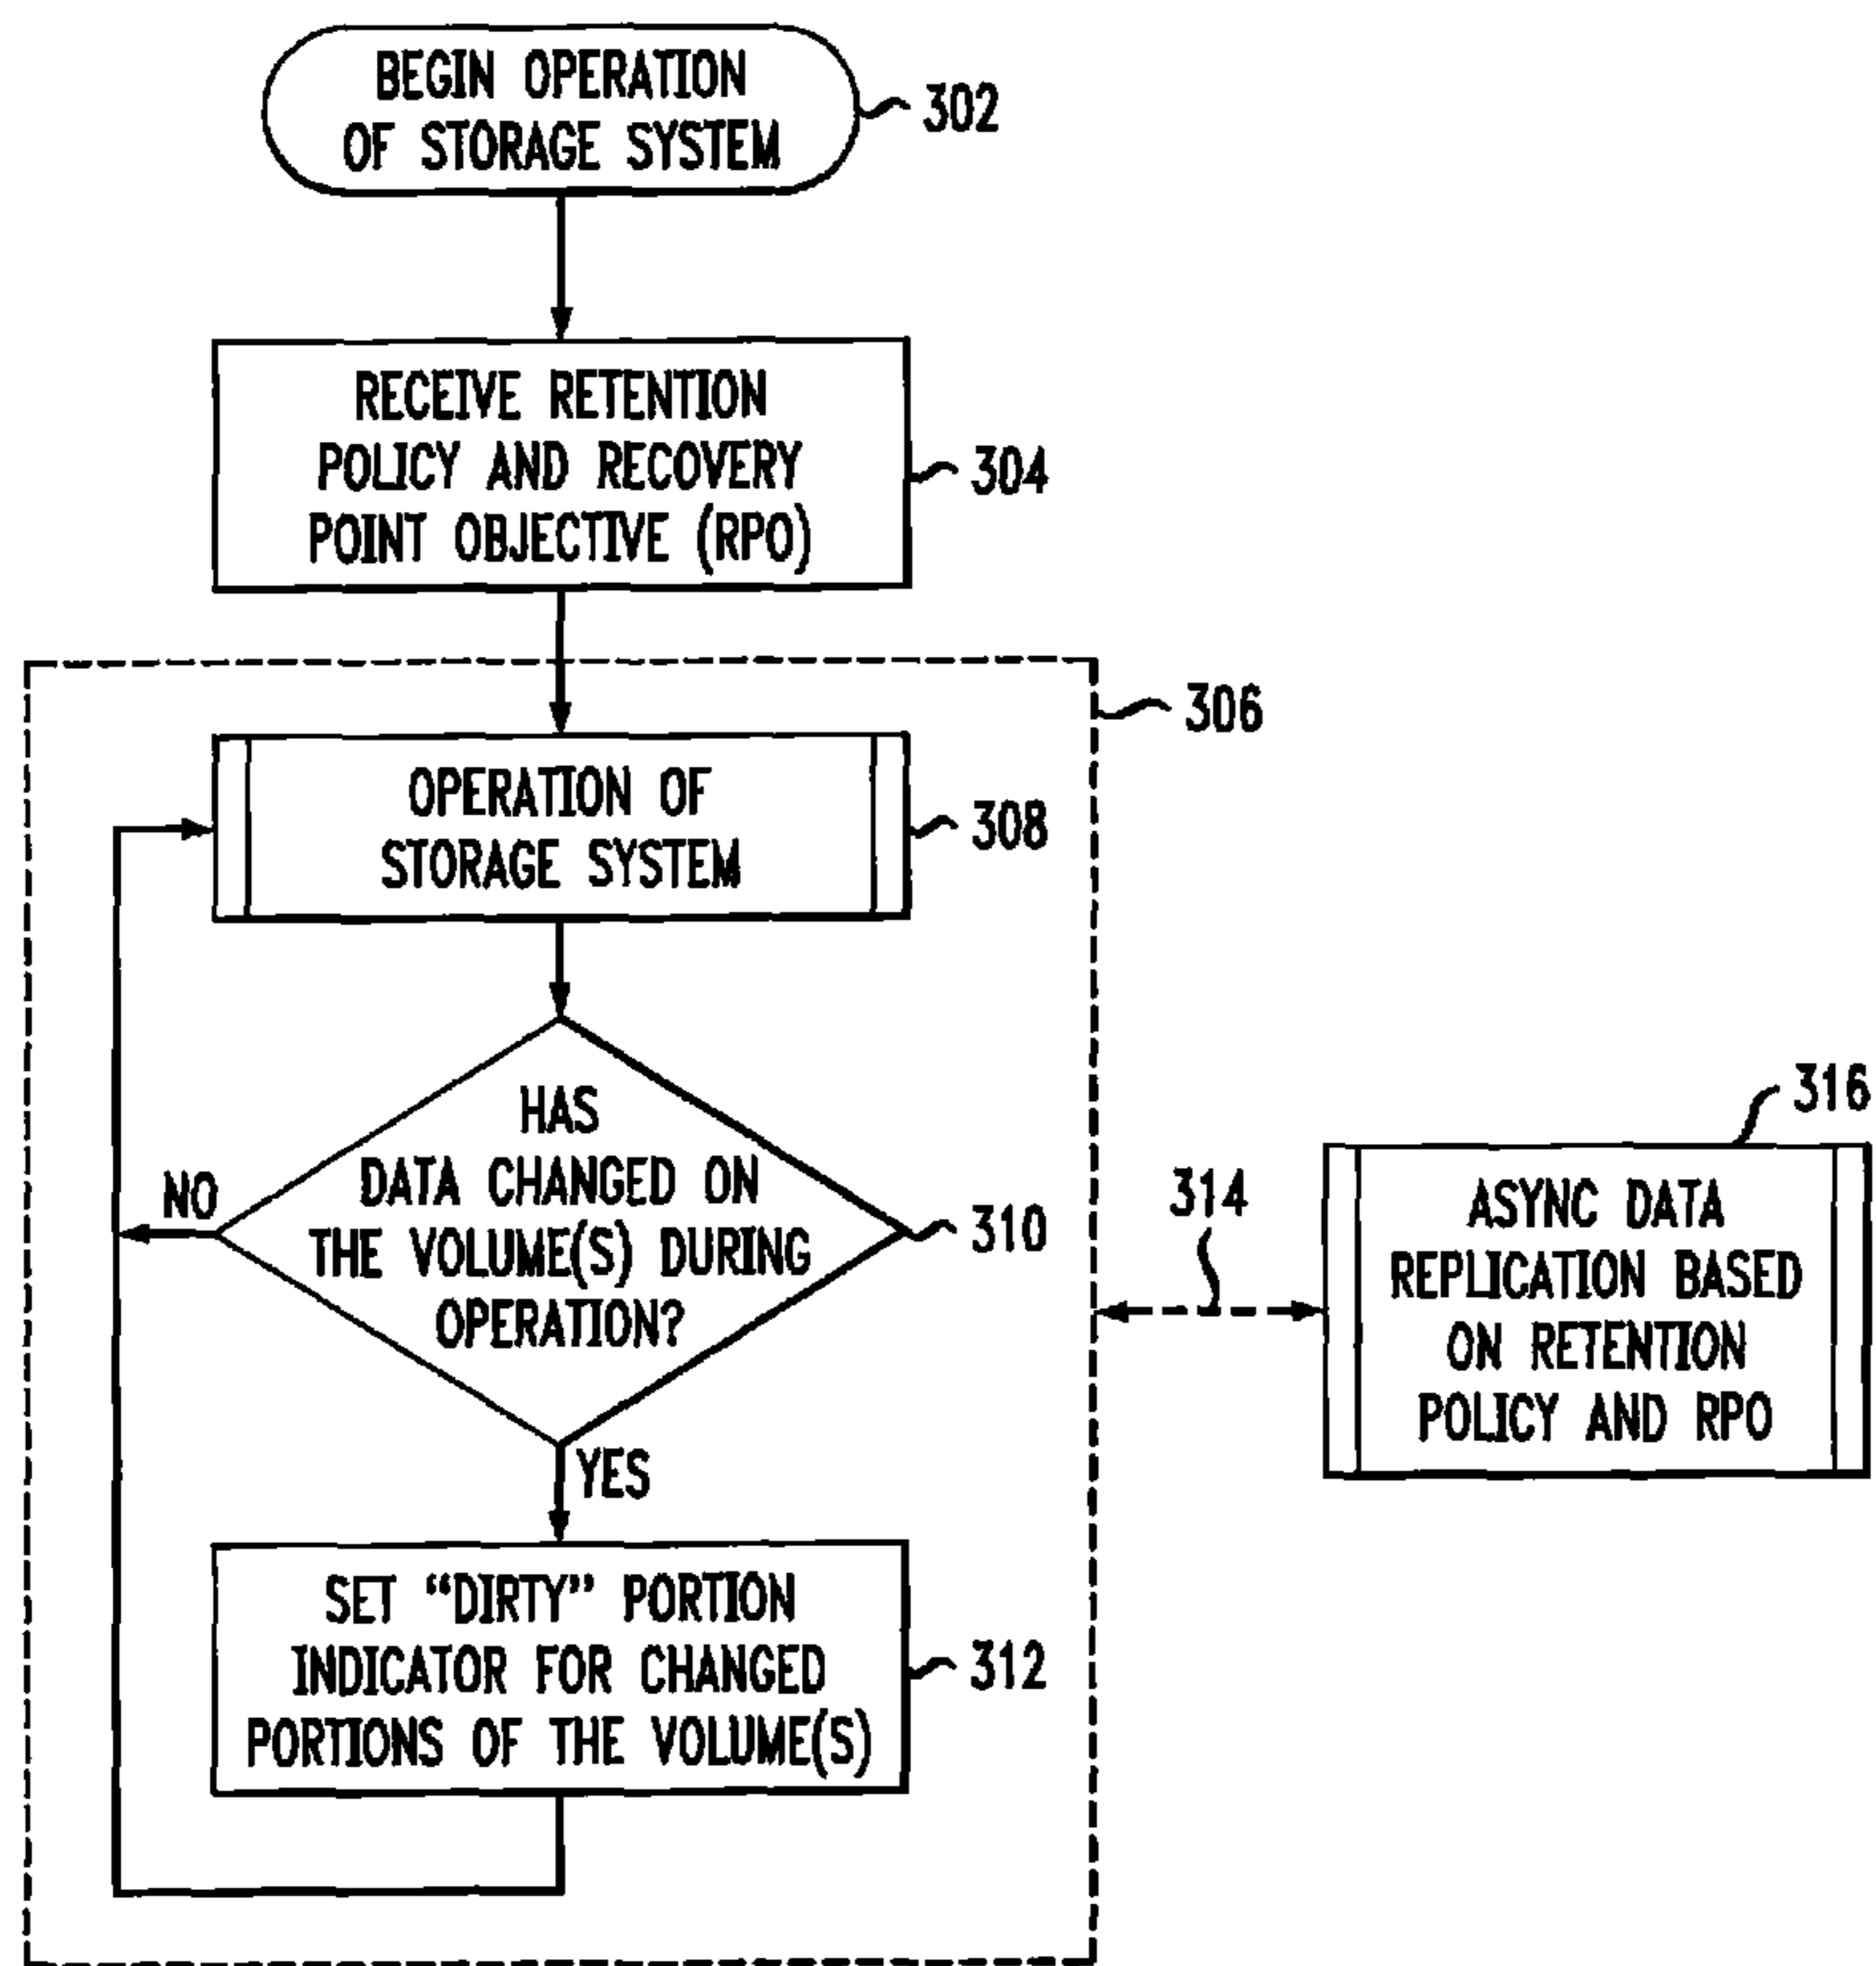 BEGIN OPERATION
OF STORAGE SYSTEM
302
RECEIVE RETENTION
POLICY AND RECOVERY
POINT OBJECTIVE (RPO)
304
306
OPERATION OF
STORAGE SYSTEM
308
HAS
DATA CHANGED ON
THE VOLUME(S) DURING
OPERATION?
310
NO
YES
SET “DIRTY” PORTION
INDICATOR FOR CHANGED
PORTIONS OF THE VOLUME(S)
312
314
316
ASYNC DATA
REPLICATION BASED
ON RETENTION
POLICY AND RPO